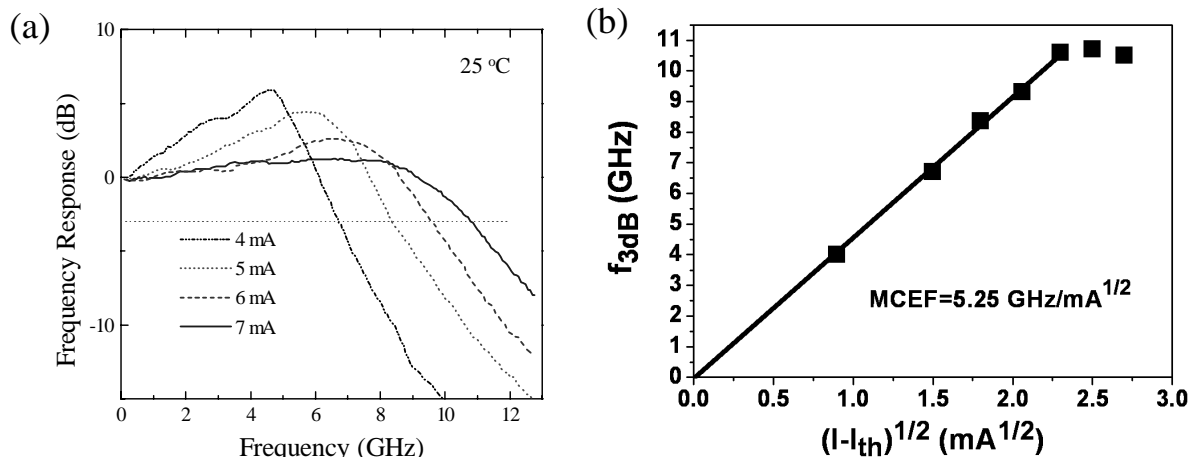 (a)
10
0
-10
Frequency Response (dB)
25 °C
4 mA
5 mA
6 mA
7 mA
0 2 4 6 8 10 12
Frequency (GHz)
(b)
11
10
9
8
7
6
5
4
3
2
1
0
f3dB (GHz)
MCEF=5.25 GHz/mA1/2
0.0 0.5 1.0 1.5 2.0 2.5 3.0
(I-Ith)1/2 (mA1/2)